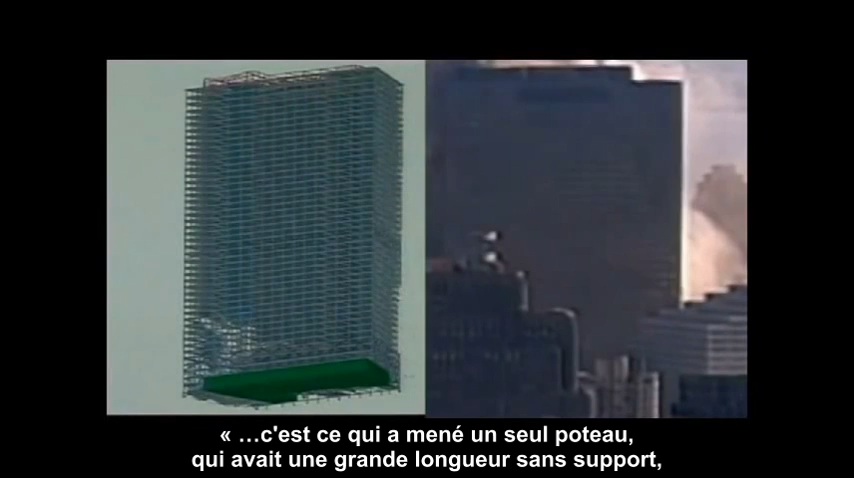 « …c'est ce qui a mené un seul poteau,
qui avait une grande longueur sans support,